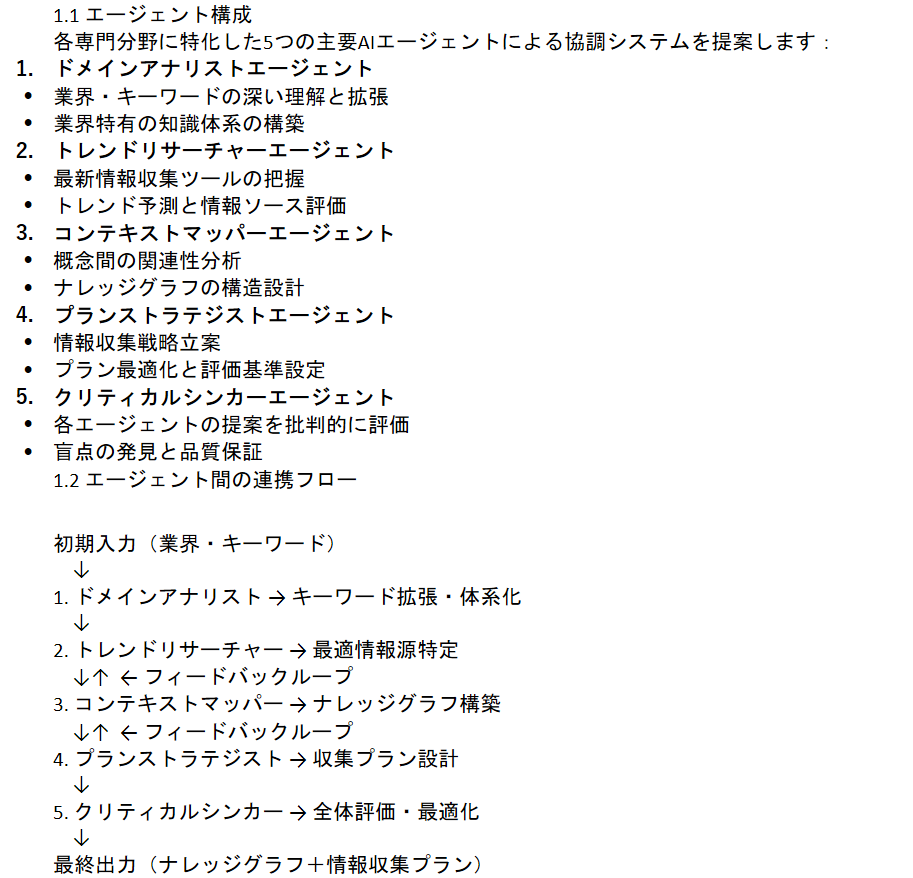 1.1 エージェント構成
各専門分野に特化した5つの主要AIエージェントによる協調システムを提案します：
1. ドメインアナリストエージェント
• 業界・キーワードの深い理解と拡張
• 業界特有の知識体系の構築
2. トレンドリサーチャーエージェント
• 最新情報収集ツールの把握
• トレンド予測と情報ソース評価
3. コンテキストマッパーエージェント
• 概念間の関連性分析
• ナレッジグラフの構造設計
4. プランストラテジストエージェント
• 情報収集戦略立案
• プラン最適化と評価基準設定
5. クリティカルシンカーエージェント
• 各エージェントの提案を批判的に評価
• 盲点の発見と品質保証
1.2 エージェント間の連携フロー
初期入力（業界・キーワード）
↓
1. ドメインアナリスト → キーワード拡張・体系化
↓
2. トレンドリサーチャー → 最適情報源特定
↓↑ ← フィードバックループ
3. コンテキストマッパー → ナレッジグラフ構築
↓↑ ← フィードバックループ
4. プランストラテジスト → 収集プラン設計
↓
5. クリティカルシンカー → 全体評価・最適化
↓
最終出力（ナレッジグラフ＋情報収集プラン）